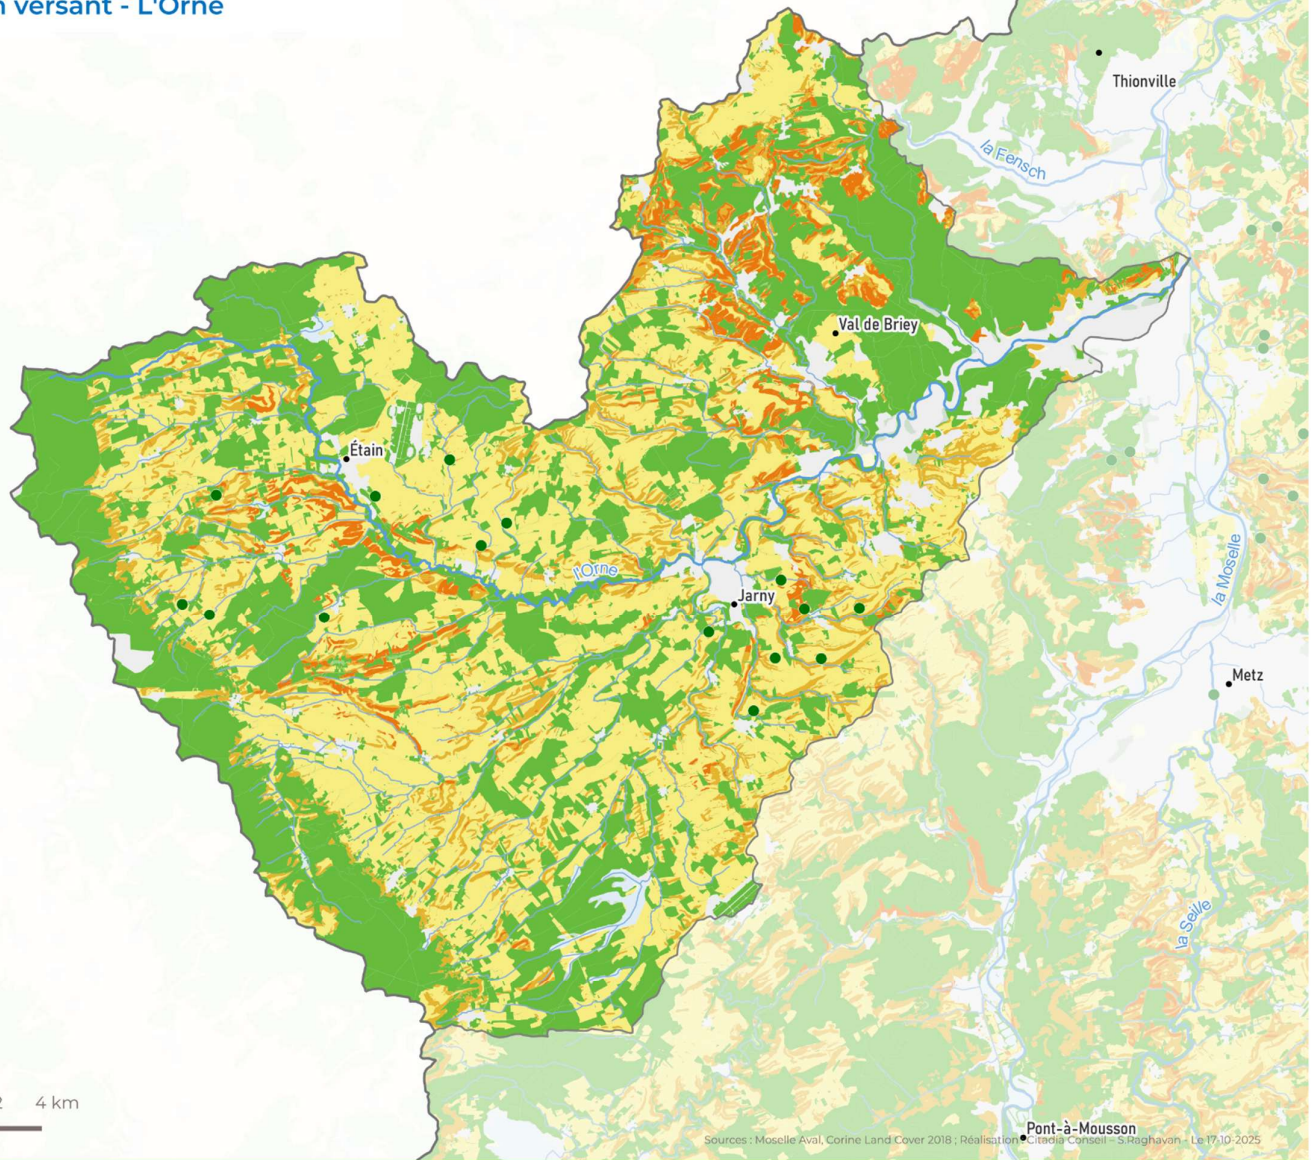 n versant - L'Orne
Thionville
la Fensch
Val de Briey
Étain
l'Orne
Jarny
la Moselle
Metz
la Seille
2 4 km
Pont-à-Mousson
Sources : Moselle Aval, Corine Land Cover 2018 ; Réalisation : Citadia Conseil – S.Raghavan - Le 17-10-2025